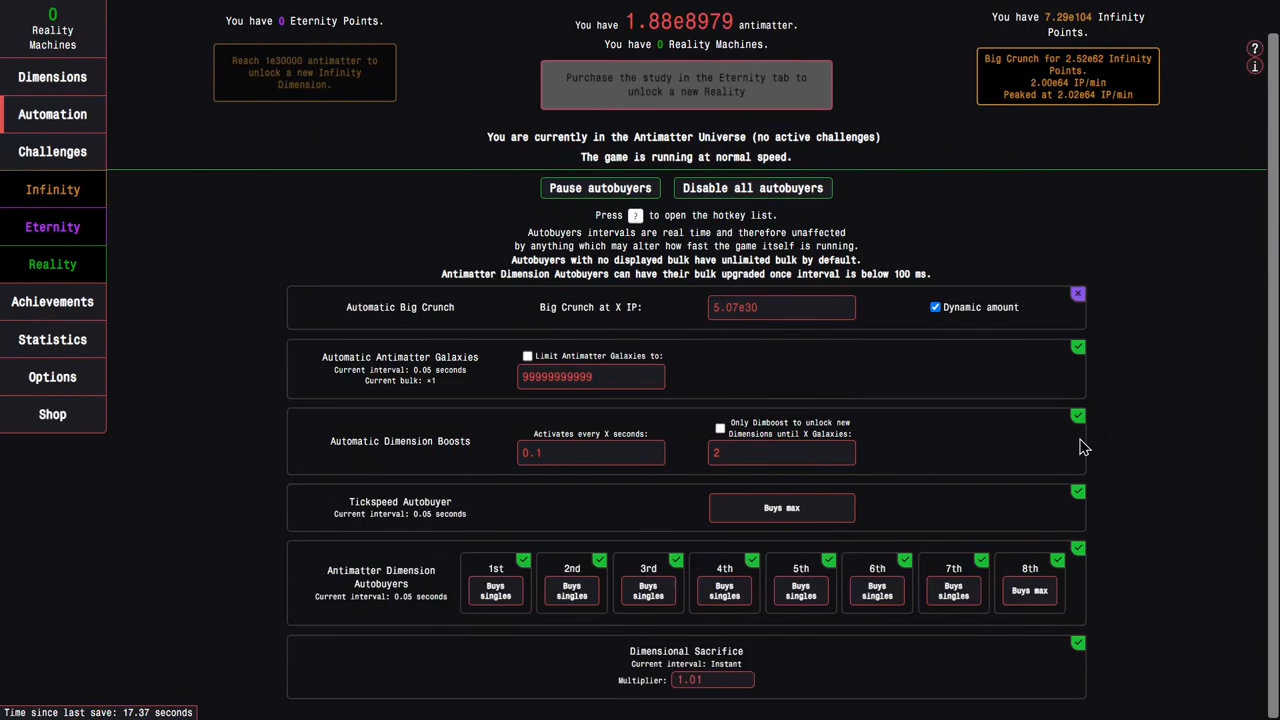 0
Reality
Machines
Dimensions
Automation
Challenges
Infinity
Eternity
Reality
Achievements
Statistics
Options
Shop
You have 0 Eternity Points.
Reach 1e30000 antimatter to
unlock a new Infinity
Dimension.
You have 1.88e8979 antimatter.
You have 0 Reality Machines.
Purchase the study in the Eternity tab to
unlock a new Reality
You have 7.29e104 Infinity
Points.
Big Crunch for 2.52e62 Infinity
Points.
2.00e64 IP/min
Peaked at 2.02e64 IP/min
?
i
You are currently in the Antimatter Universe (no active challenges)
The game is running at normal speed.
Pause autobuyers
Disable all autobuyers
Press ? to open the hotkey list.
Autobuyers intervals are real time and therefore unaffected
by anything which may alter how fast the game itself is running.
Autobuyers with no displayed bulk have unlimited bulk by default.
Antimatter Dimension Autobuyers can have their bulk upgraded once interval is below 100 ms.
Automatic Big Crunch
Big Crunch at X IP:
5.07e30
Dynamic amount
Automatic Antimatter Galaxies
Current interval: 0.05 seconds
Current bulk: ×1
Limit Antimatter Galaxies to:
99999999999
Automatic Dimension Boosts
Activates every X seconds:
0.1
Only Dimboost to unlock new
Dimensions until X Galaxies:
2
Tickspeed Autobuyer
Current interval: 0.05 seconds
Buys max
Antimatter Dimension
Autobuyers
Current interval: 0.05 seconds
1st
Buys
singles
2nd
Buys
singles
3rd
Buys
singles
4th
Buys
singles
5th
Buys
singles
6th
Buys
singles
7th
Buys
singles
8th
Buys max
Dimensional Sacrifice
Current interval: Instant
Multiplier: 1.01
Time since last save: 17.37 seconds